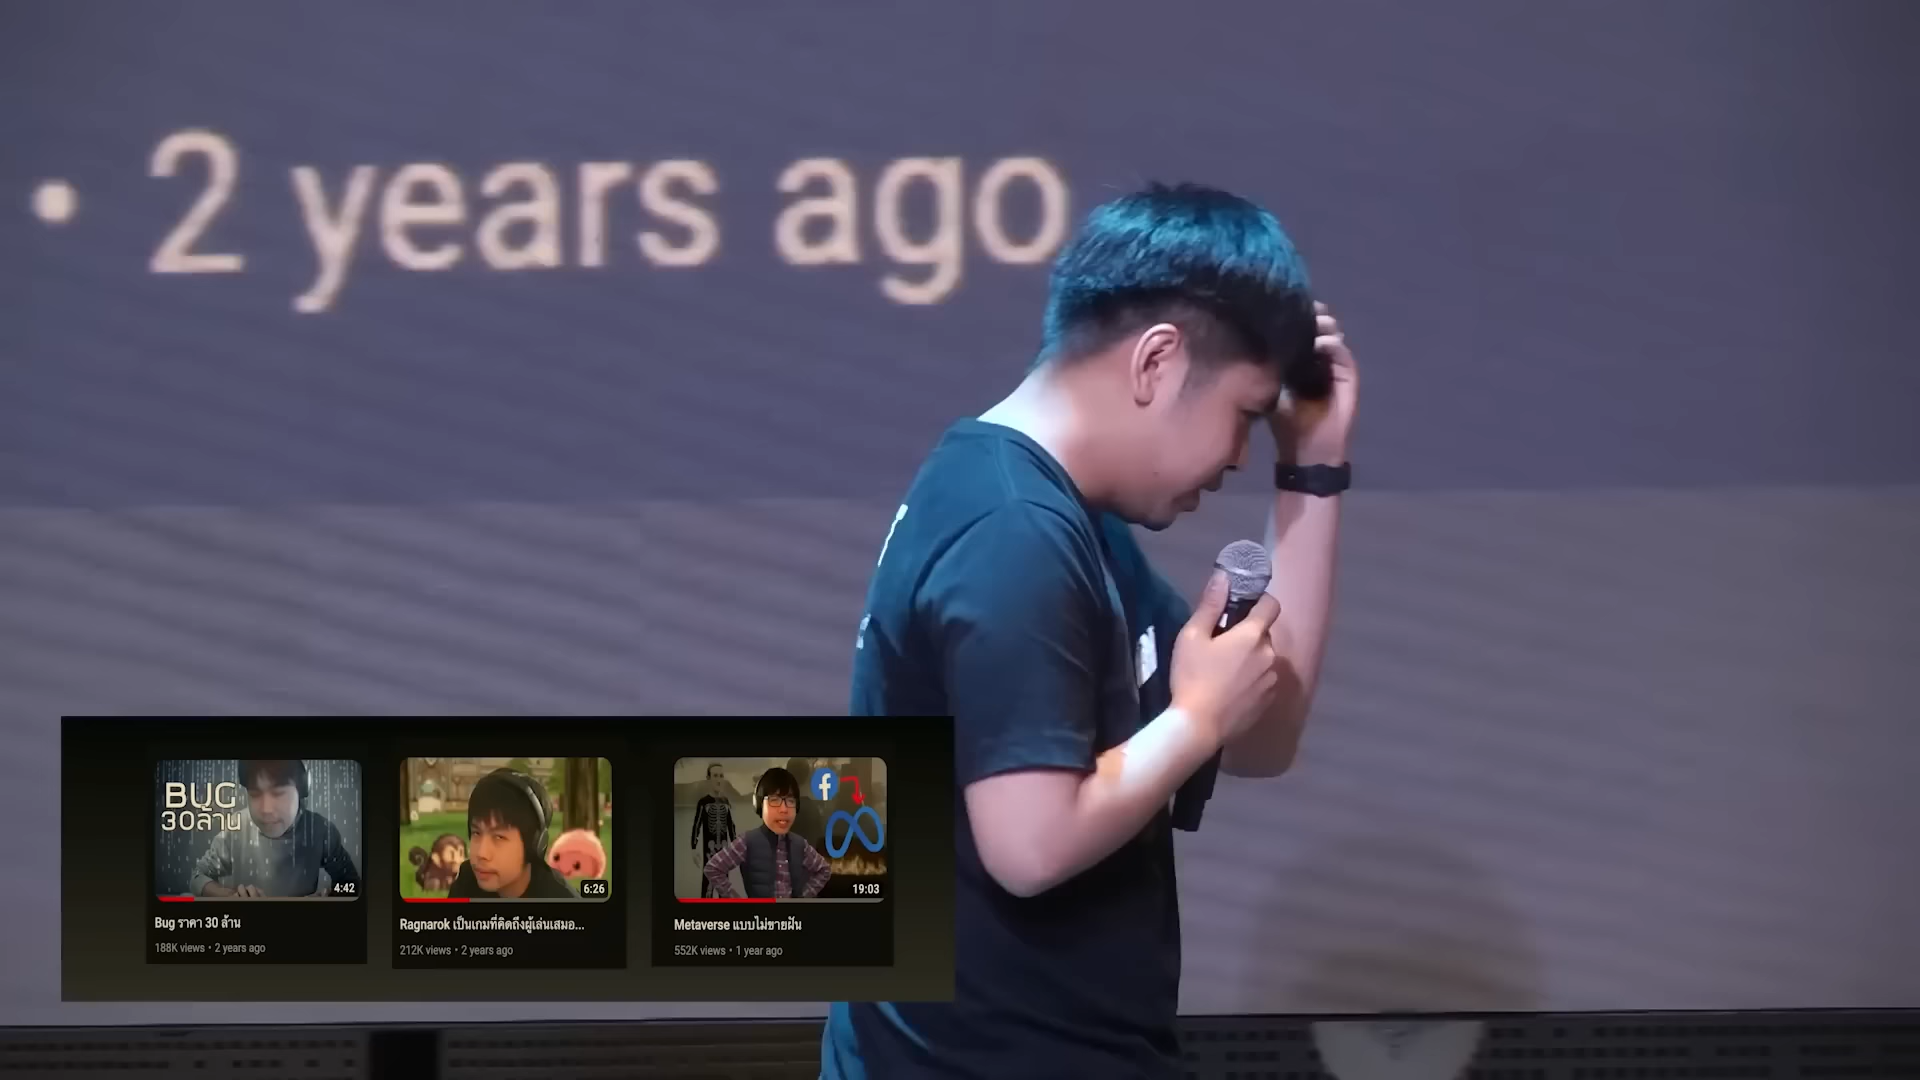 • 2 years ago
BUG
30ล้าน
4:42
6:26
19:03
Bug ราคา 30 ล้าน
188K views • 2 years ago
Ragnarok เป็นเกมที่คิดถึงผู้เล่นเสมอ...
212K views • 2 years ago
Metaverse แบบไม่ขายฝัน
552K views • 1 year ago